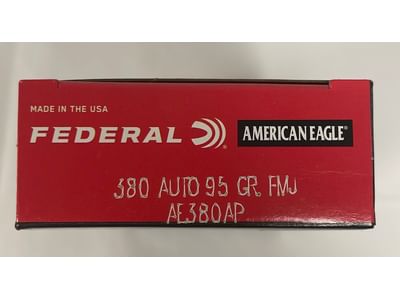 MADE IN THE USA
FEDERAL AMERICAN EAGLE®
380 AUTO 95 GR. FMJ
AE380AP